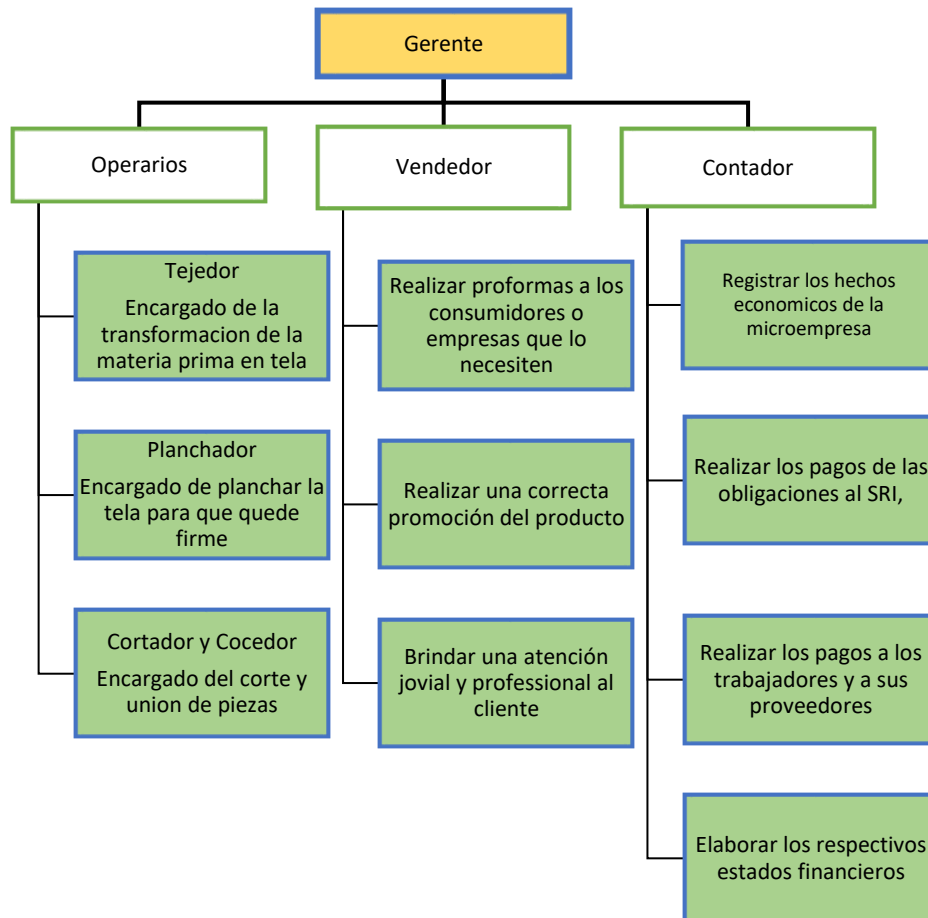 Gerente
Operarios
Vendedor
Contador
Tejedor
Encargado de la
transformacion de la
materia prima en tela
Planchador
Encargado de planchar la
tela para que quede
firme
Cortador y Cocedor
Encargado del corte y
union de piezas
Realizar proformas a los
consumidores o
empresas que lo
necesiten
Realizar una correcta
promoción del producto
Brindar una atención
jovial y professional al
cliente
Registrar los hechos
economicos de la
microempresa
Realizar los pagos de las
obligaciones al SRI,
Realizar los pagos a los
trabajadores y a sus
proveedores
Elaborar los respectivos
estados financieros